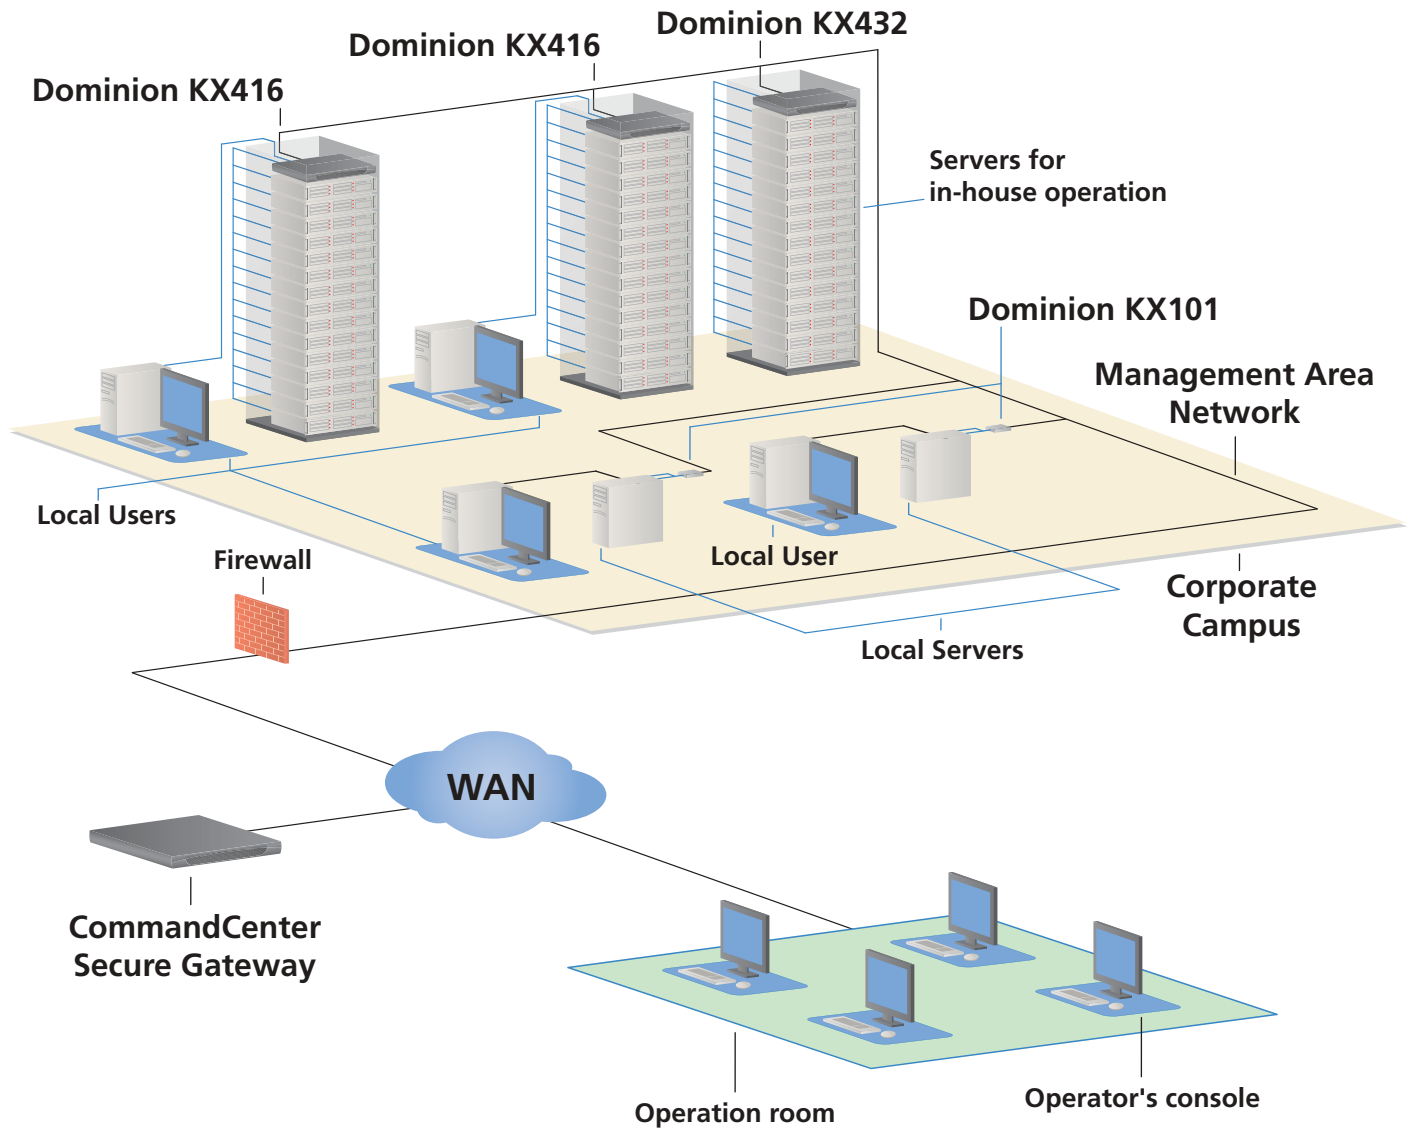 Dominion KX432
Dominion KX416
Dominion KX416
Servers for
in-house operation
Dominion KX101
Management Area
Network
Local Users
Firewall
Local User
Corporate
Campus
Local Servers
WAN
CommandCenter
Secure Gateway
Operation room
Operator's console